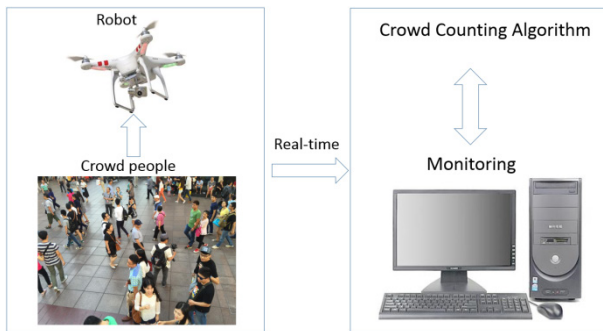 Robot
Crowd people
Real-time
Crowd Counting Algorithm
Monitoring